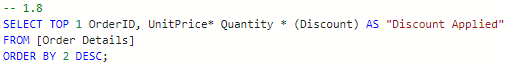 -- 1.8
SELECT TOP 1 OrderID, UnitPrice* Quantity * (Discount) AS "Discount Applied"
FROM [Order Details]
ORDER BY 2 DESC;